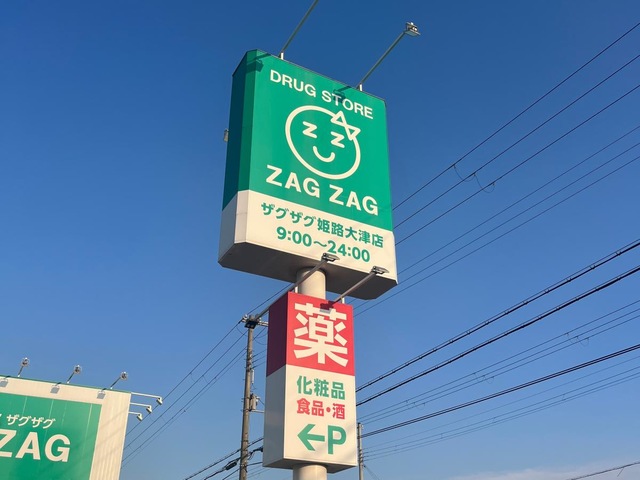 DRUG STORE
ZAG ZAG
ザグザグ姫路大津店
9:00〜24:00
薬
化粧品
食品・酒
←P
ザグザグ
ZAG